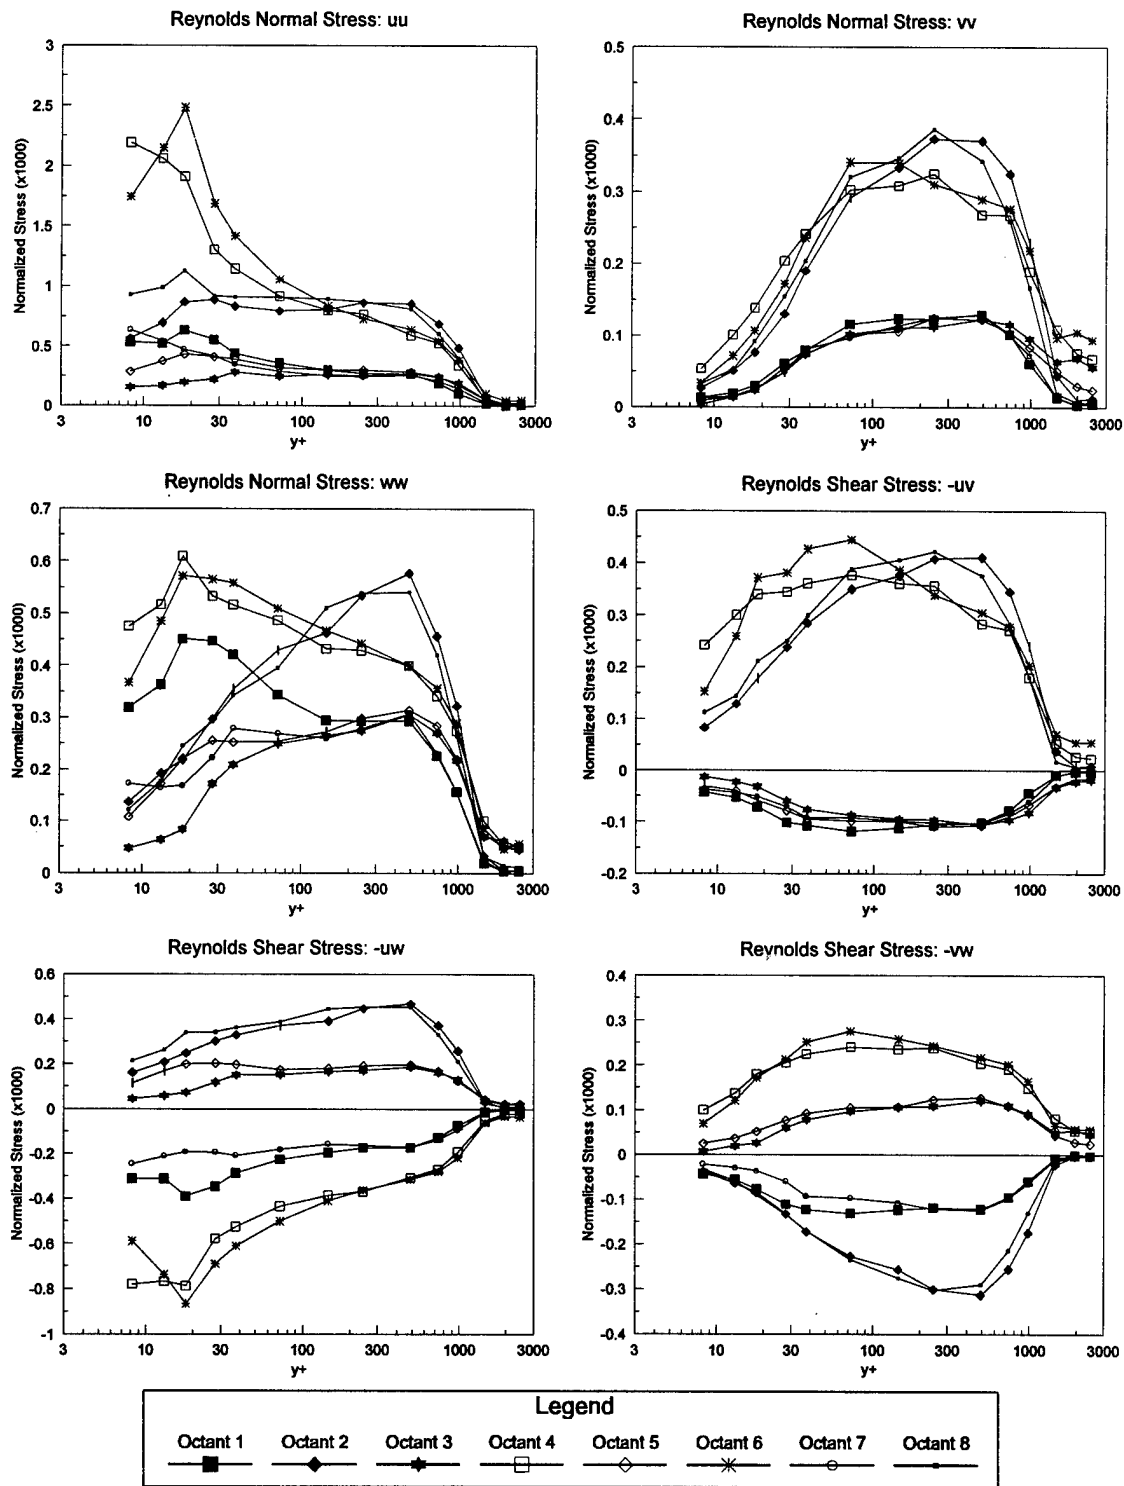 Reynolds Normal Stress: uu
Normalized Stress (x1000)
3
2.5
2
1.5
1
0.5
0
3 10 30 100 300 1000 3000
y+
Reynolds Normal Stress: vv
Normalized Stress (x1000)
0.5
0.4
0.3
0.2
0.1
0
3 10 30 100 300 1000 3000
y+
Reynolds Normal Stress: ww
Normalized Stress (x1000)
0.7
0.6
0.5
0.4
0.3
0.2
0.1
0
3 10 30 100 300 1000 3000
y+
Reynolds Shear Stress: -uv
Normalized Stress (x1000)
0.5
0.4
0.3
0.2
0.1
0
-0.1
-0.2
3 10 30 100 300 1000 3000
y+
Reynolds Shear Stress: -uw
Normalized Stress (x1000)
0.6
0.4
0.2
0
-0.2
-0.4
-0.6
-0.8
-1
3 10 30 100 300 1000 3000
y+
Reynolds Shear Stress: -vw
Normalized Stress (x1000)
0.4
0.3
0.2
0.1
0
-0.1
-0.2
-0.3
-0.4
3 10 30 100 300 1000 3000
y+
Legend
Octant 1 Octant 2 Octant 3 Octant 4 Octant 5 Octant 6 Octant 7 Octant 8